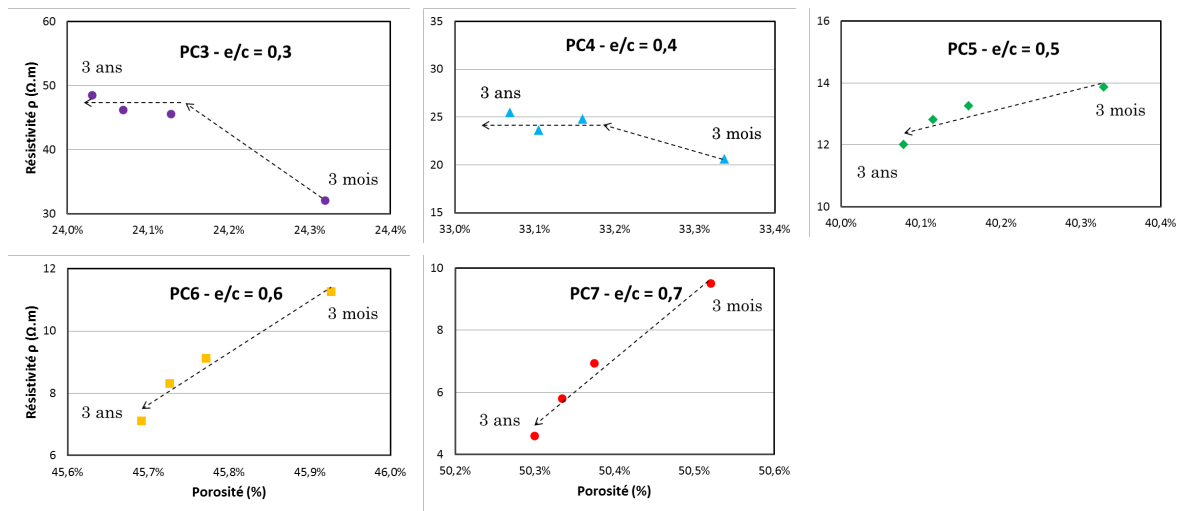 PC3 - e/c = 0,3
Résistivité ρ (Ω.m)
60
50
40
30
3 ans
3 mois
24,0%
24,1%
24,2%
24,3%
24,4%
PC4 - e/c = 0,4
35
30
25
20
15
3 ans
3 mois
33,0%
33,1%
33,2%
33,3%
33,4%
PC5 - e/c = 0,5
16
14
12
10
3 mois
3 ans
40,0%
40,1%
40,2%
40,3%
40,4%
PC6 - e/c = 0,6
Résistivité ρ (Ω.m)
12
10
8
6
3 mois
3 ans
45,6%
45,7%
45,8%
45,9%
46,0%
Porosité (%)
PC7 - e/c = 0,7
10
8
6
4
3 mois
3 ans
50,2%
50,3%
50,4%
50,5%
50,6%
Porosité (%)